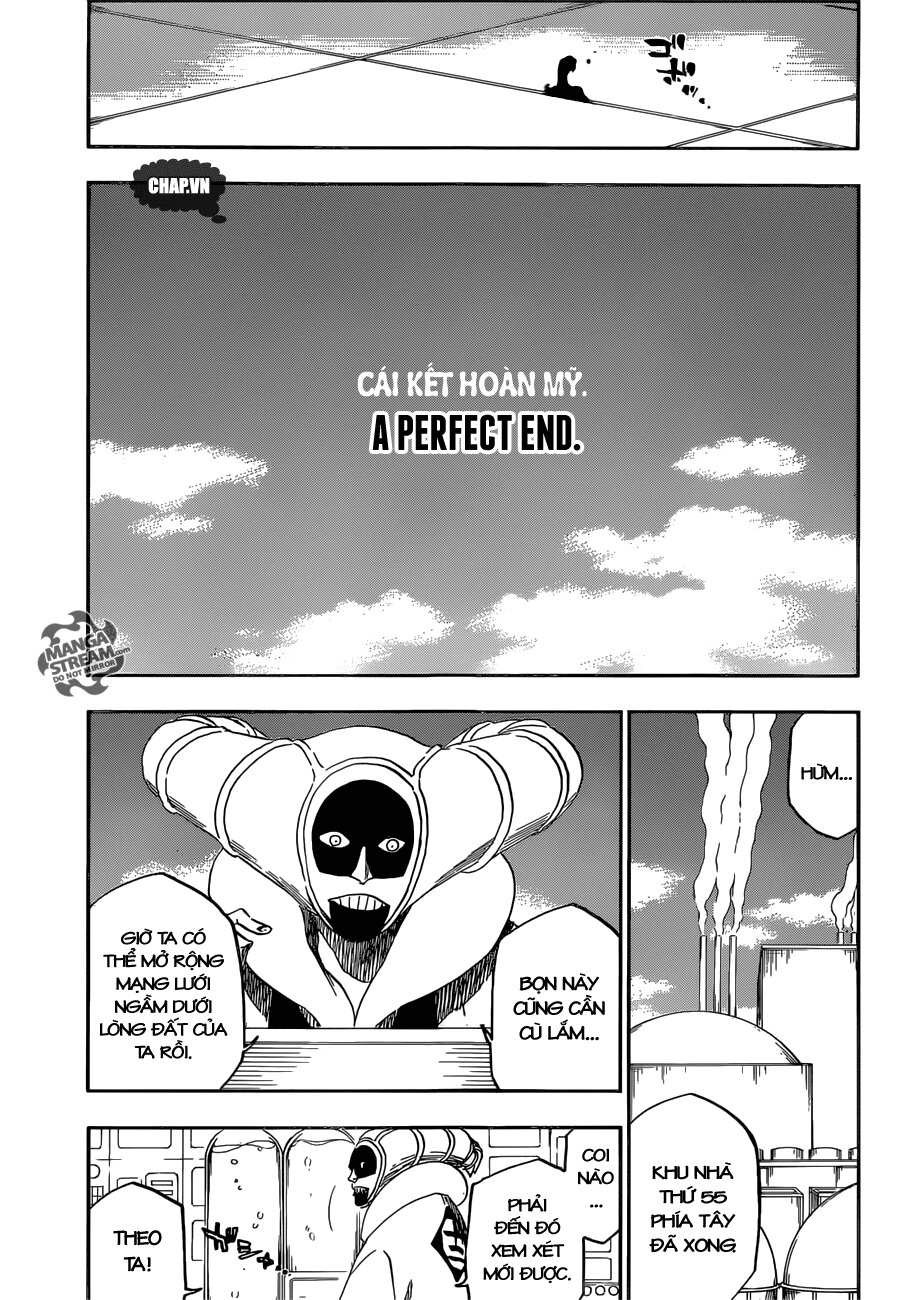 CHAP.VN
CÁI KẾT HOÀN MỸ.
A PERFECT END.
MANGA
STREAM.com
DO NOT MIRROR
HỪM...
KHU NHÀ
THỨ 55
PHÍA TÂY
ĐÃ XONG.
BỌN NÀY
CŨNG CẦN
CÙ LẮM...
GIỜ TA CÓ
THỂ MỞ RỘNG
MẠNG LƯỚI
NGẦM DƯỚI
LÒNG ĐẤT CỦA
TA RỒI.
COI
NÀO
...
PHẢI
ĐẾN ĐÓ
XEM XÉT
MỚI ĐƯỢC.
THEO
TA!